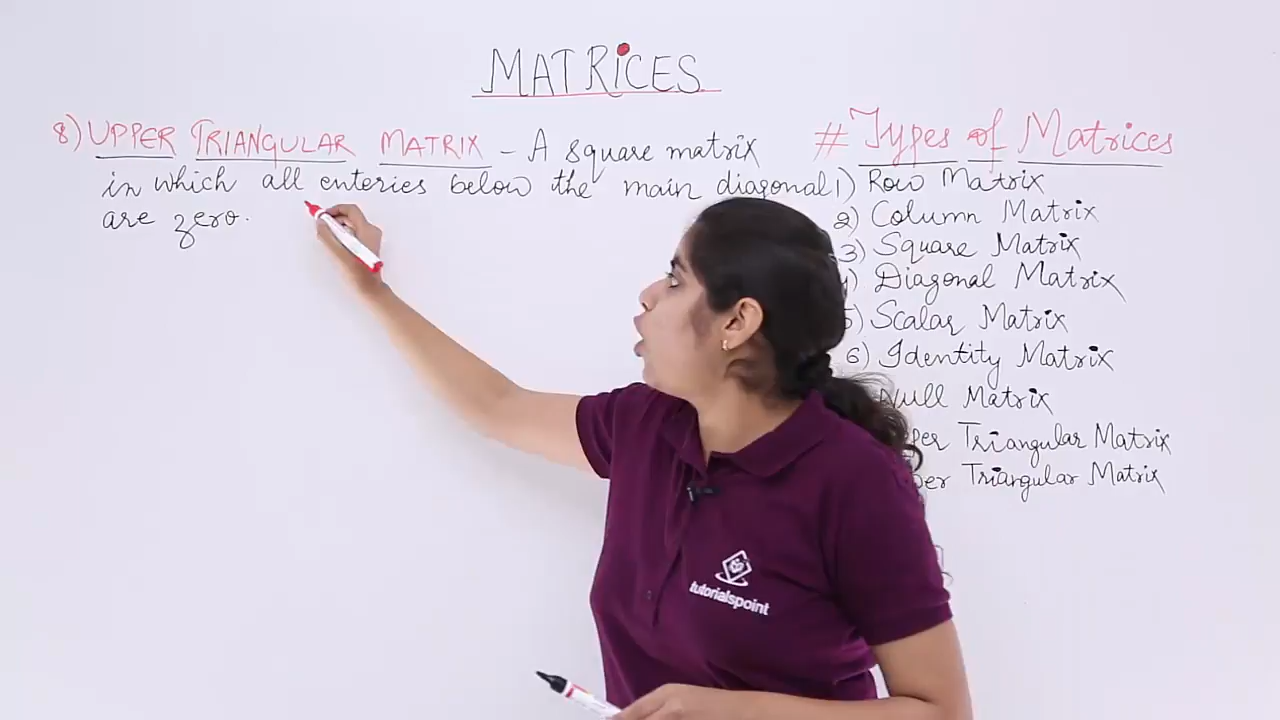 MATRICES
8) UPPER TRIANGULAR MATRIX - A square matrix
in which all enteries below the main diagonal
are zero.
# Types of Matrices
1) Row Matrix
2) Column Matrix
3) Square Matrix
Diagonal Matrix
5) Scalar Matrix
6) Identity Matrix
Null Matrix
Triangular Matrix
Triangular Matrix
tutorialspoint